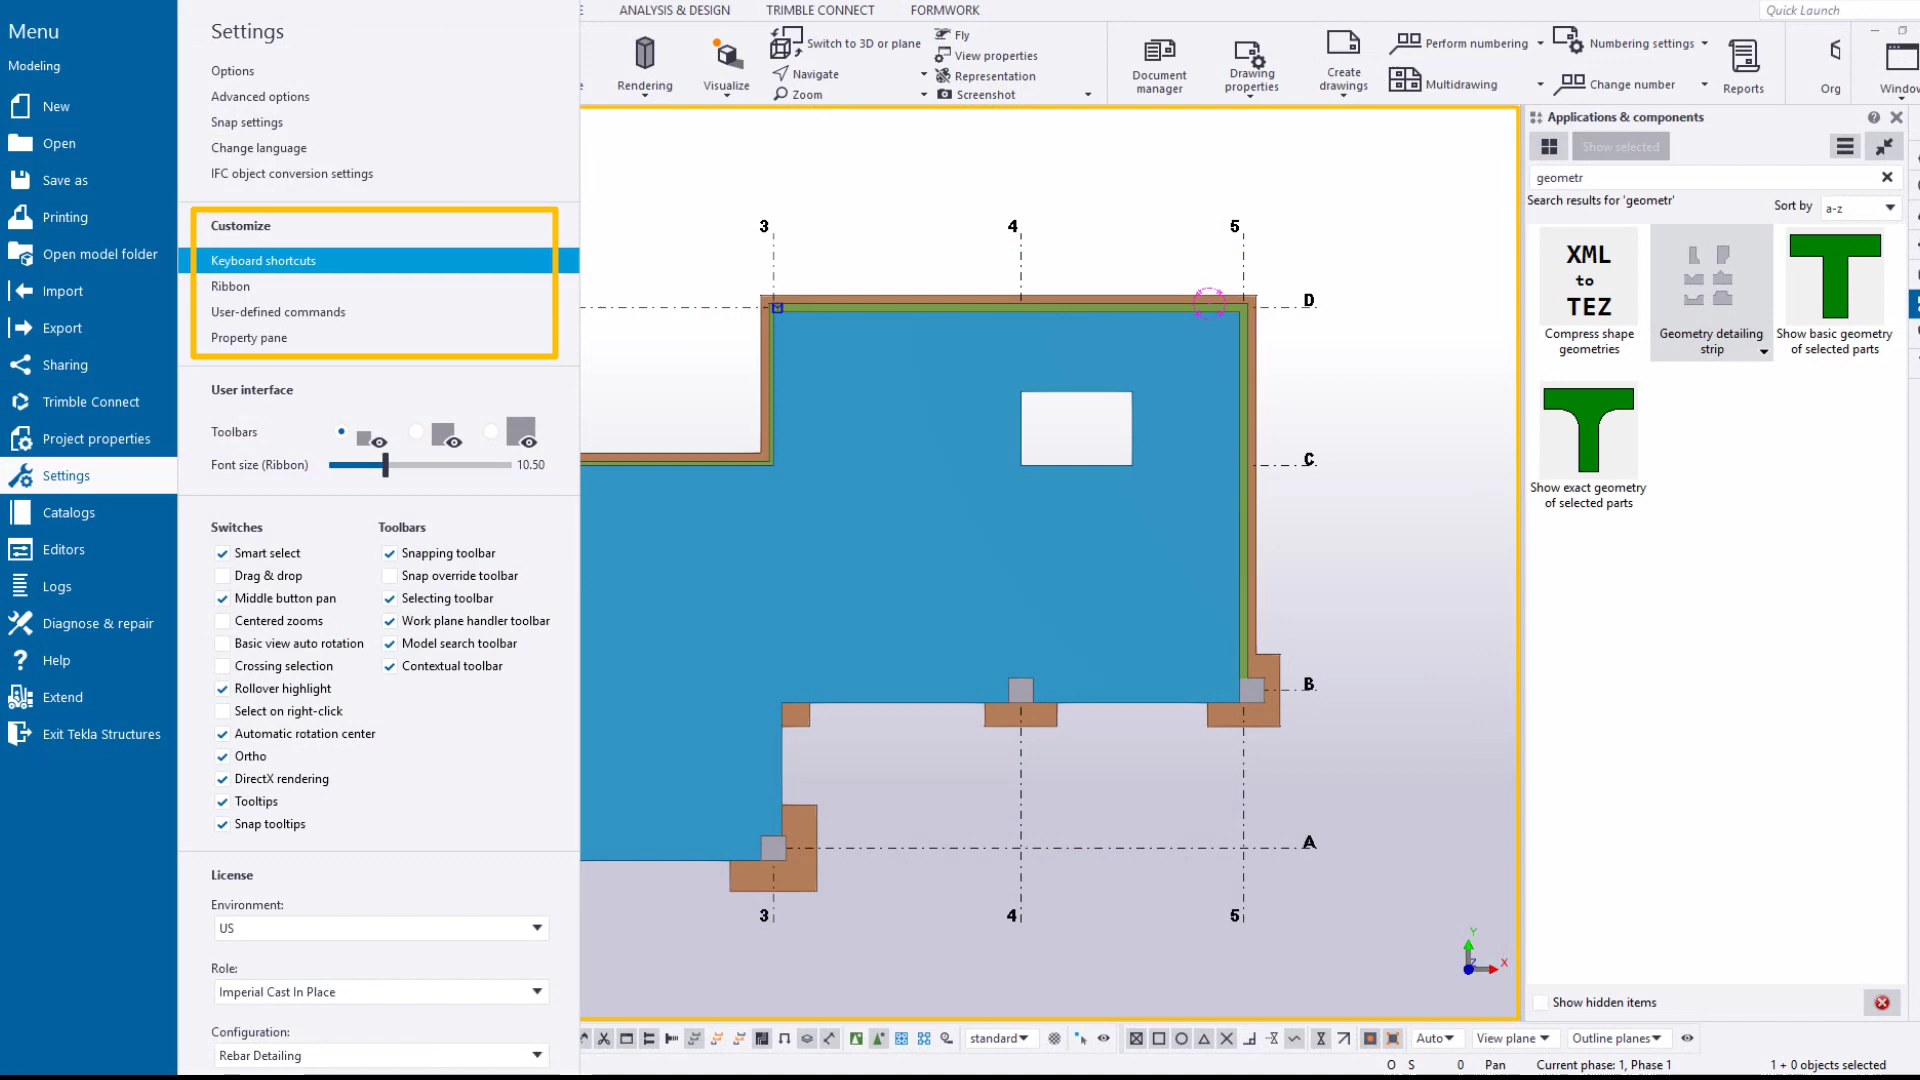 Menu
Modeling
New
Open
Save as
Printing
Open model folder
Import
Export
Sharing
Trimble Connect
Project properties
Settings
Catalogs
Editors
Logs
Diagnose & repair
Help
Extend
Exit Tekla Structures
Settings
Options
Advanced options
Snap settings
Change language
IFC object conversion settings
Customize
Keyboard shortcuts
Ribbon
User-defined commands
Property pane
User interface
Toolbars
Font size (Ribbon)
10.50
Switches
Smart select
Drag & drop
Middle button pan
Centered zooms
Basic view auto rotation
Crossing selection
Rollover highlight
Select on right-click
Automatic rotation center
Ortho
DirectX rendering
Tooltips
Snap tooltips
Toolbars
Snapping toolbar
Snap override toolbar
Selecting toolbar
Work plane handler toolbar
Model search toolbar
Contextual toolbar
License
Environment:
US
Role:
Imperial Cast In Place
Configuration:
Rebar Detailing
ANALYSIS & DESIGN
TRIMBLE CONNECT
FORMWORK
Quick Launch
Rendering
Visualize
Switch to 3D or plane
Navigate
Zoom
Fly
View properties
Representation
Screenshot
Document
manager
Drawing
properties
Create
drawings
Perform numbering
Multidrawing
Numbering settings
Change number
Reports
Org
Windov
3
4
5
D
C
B
A
3
4
5
Y
Z
X
Applications & components
Show selected
geometr
Search results for 'geometr'
Sort by
a-z
XML
to
TEZ
Compress shape
geometries
Geometry detailing
strip
Show basic geometry
of selected parts
Show exact geometry
of selected parts
Show hidden items
standard
Auto
View plane
Outline planes
O
S
0
Pan
Current phase: 1, Phase 1
1 + 0 objects selected